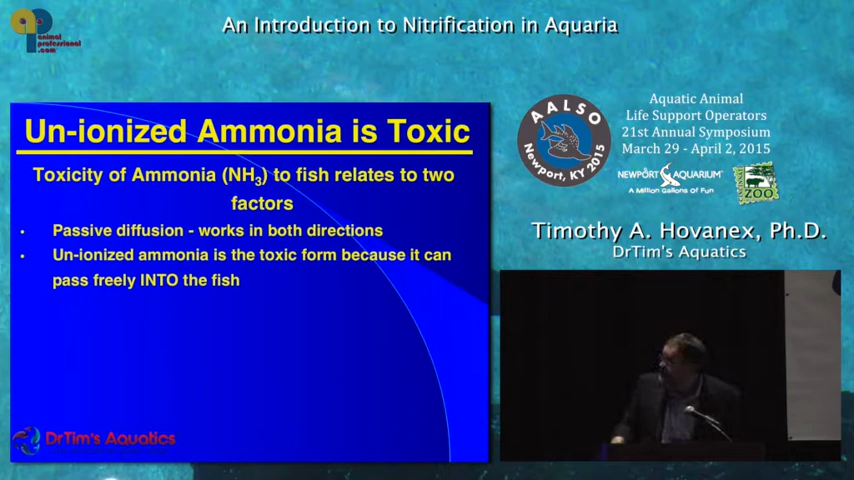 animal
professional
.com
An Introduction to Nitrification in Aquaria
Un-ionized Ammonia is Toxic
Toxicity of Ammonia (NH3) to fish relates to two
factors
• Passive diffusion - works in both directions
• Un-ionized ammonia is the toxic form because it can
pass freely INTO the fish
DrTim's Aquatics
AALSO
Newport, KY 2015
Aquatic Animal
Life Support Operators
21st Annual Symposium
March 29 - April 2, 2015
NEWPORT AQUARIUM
A Million Gallons of Fun
ZOO
Timothy A. Hovanex, Ph.D.
DrTim's Aquatics